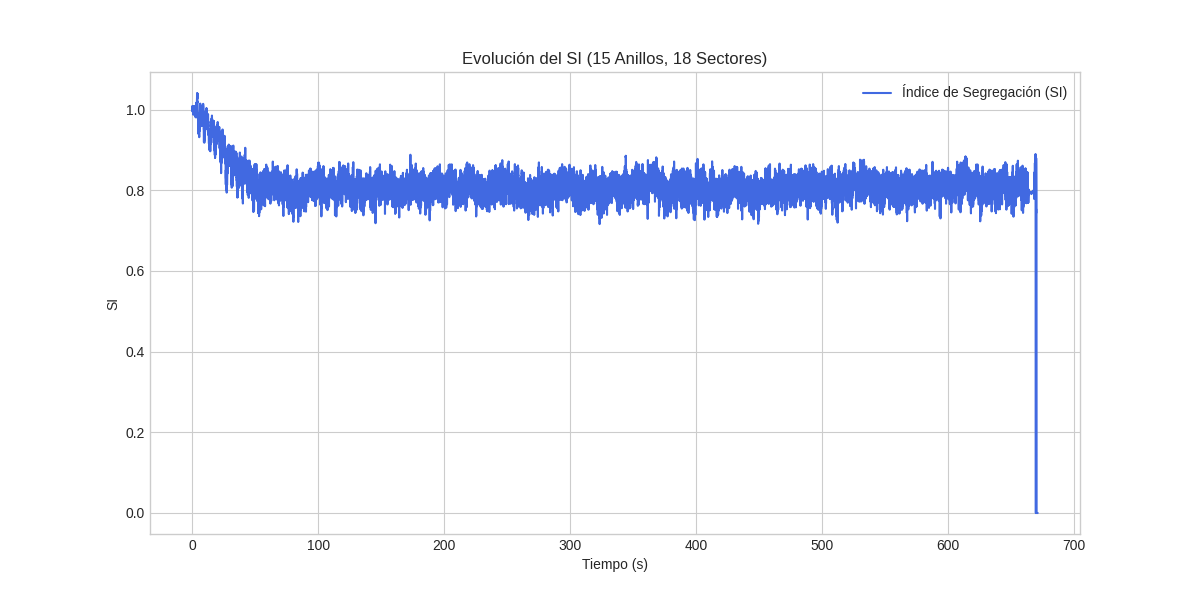 Evolución del SI (15 Anillos, 18 Sectores)
Índice de Segregación (SI)
SI
1.0
0.8
0.6
0.4
0.2
0.0
0 100 200 300 400 500 600 700
Tiempo (s)